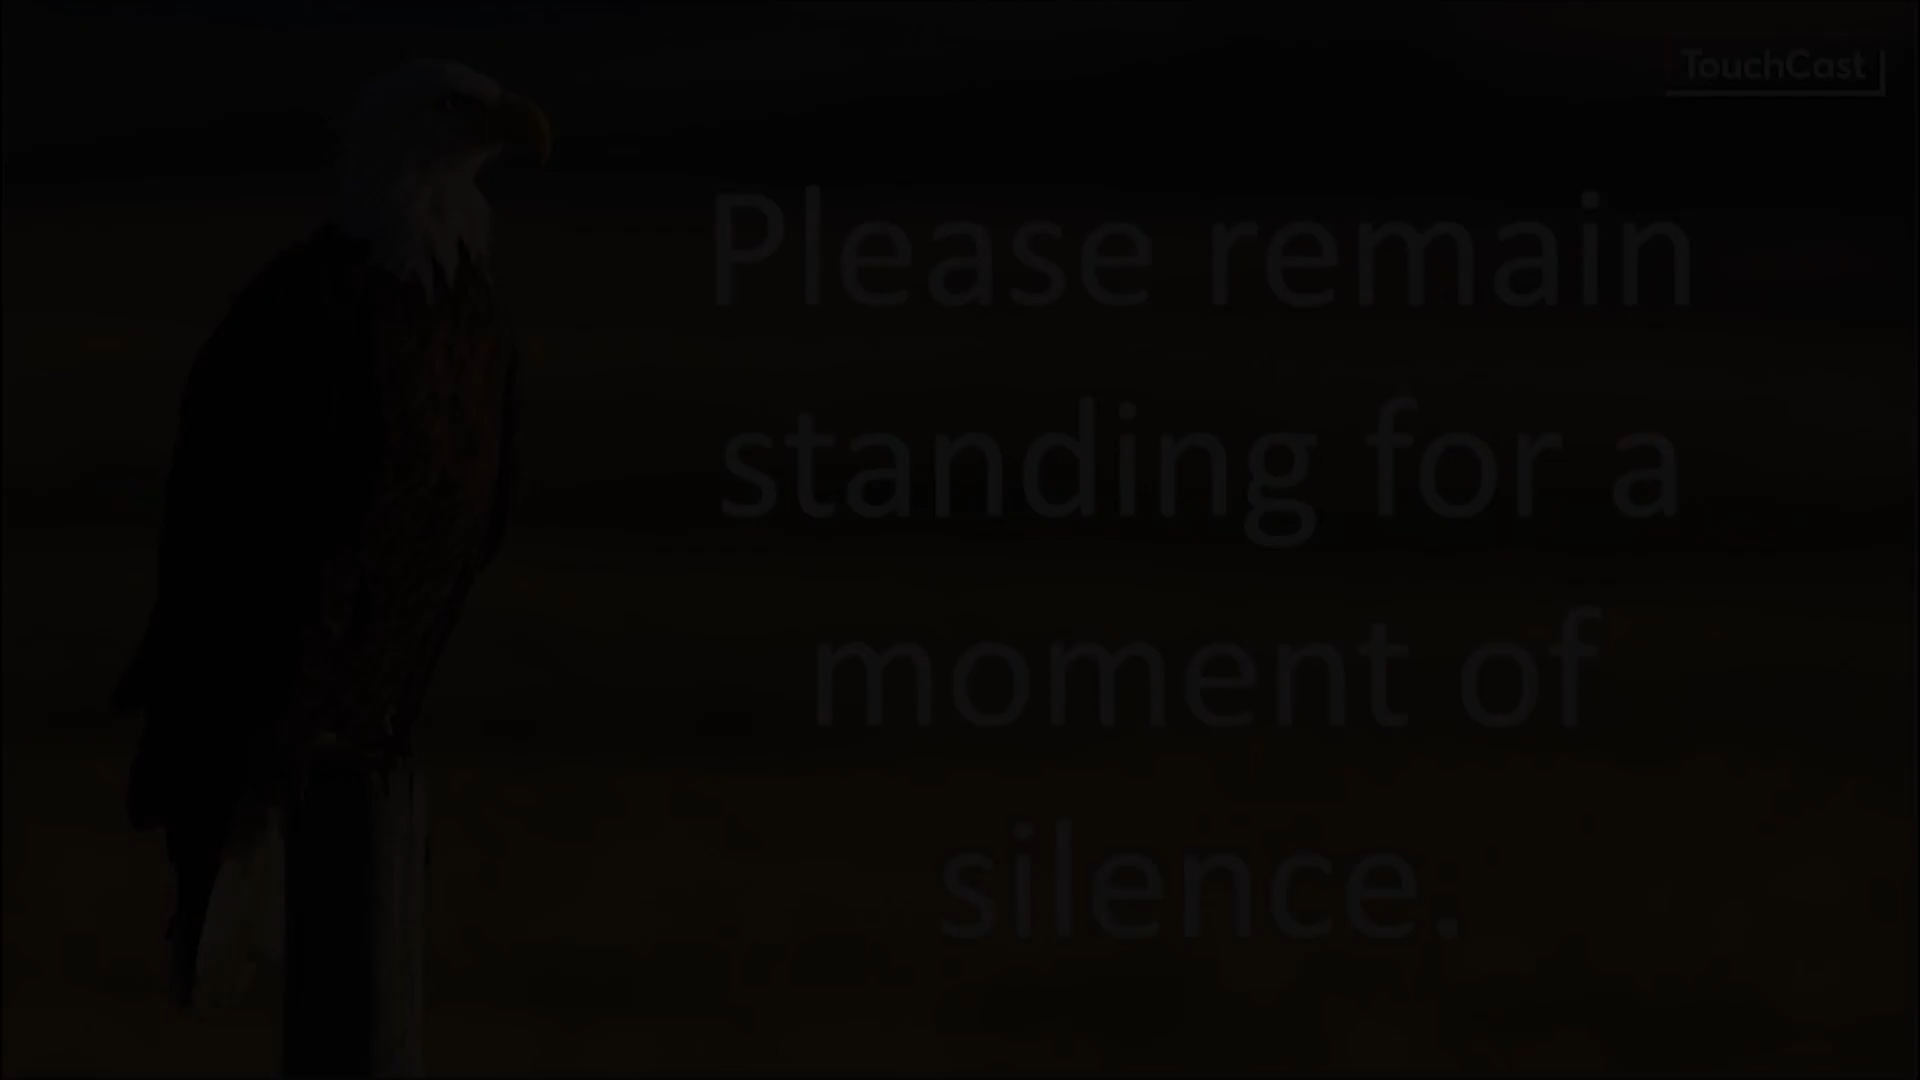 TouchCast
Please remain
standing for a
moment of
silence.